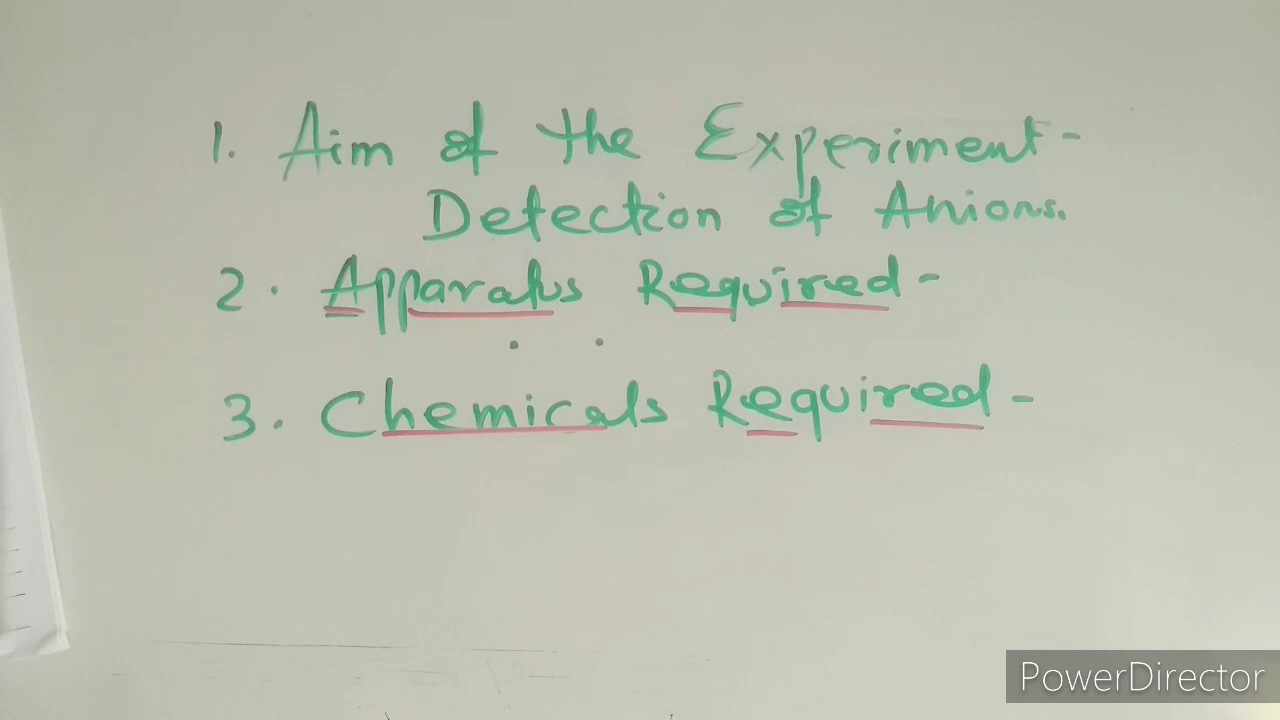 1. Aim of the Experiment-
Detection of Anions.
2. Apparatus Required-
3. Chemicals Required-
PowerDirector